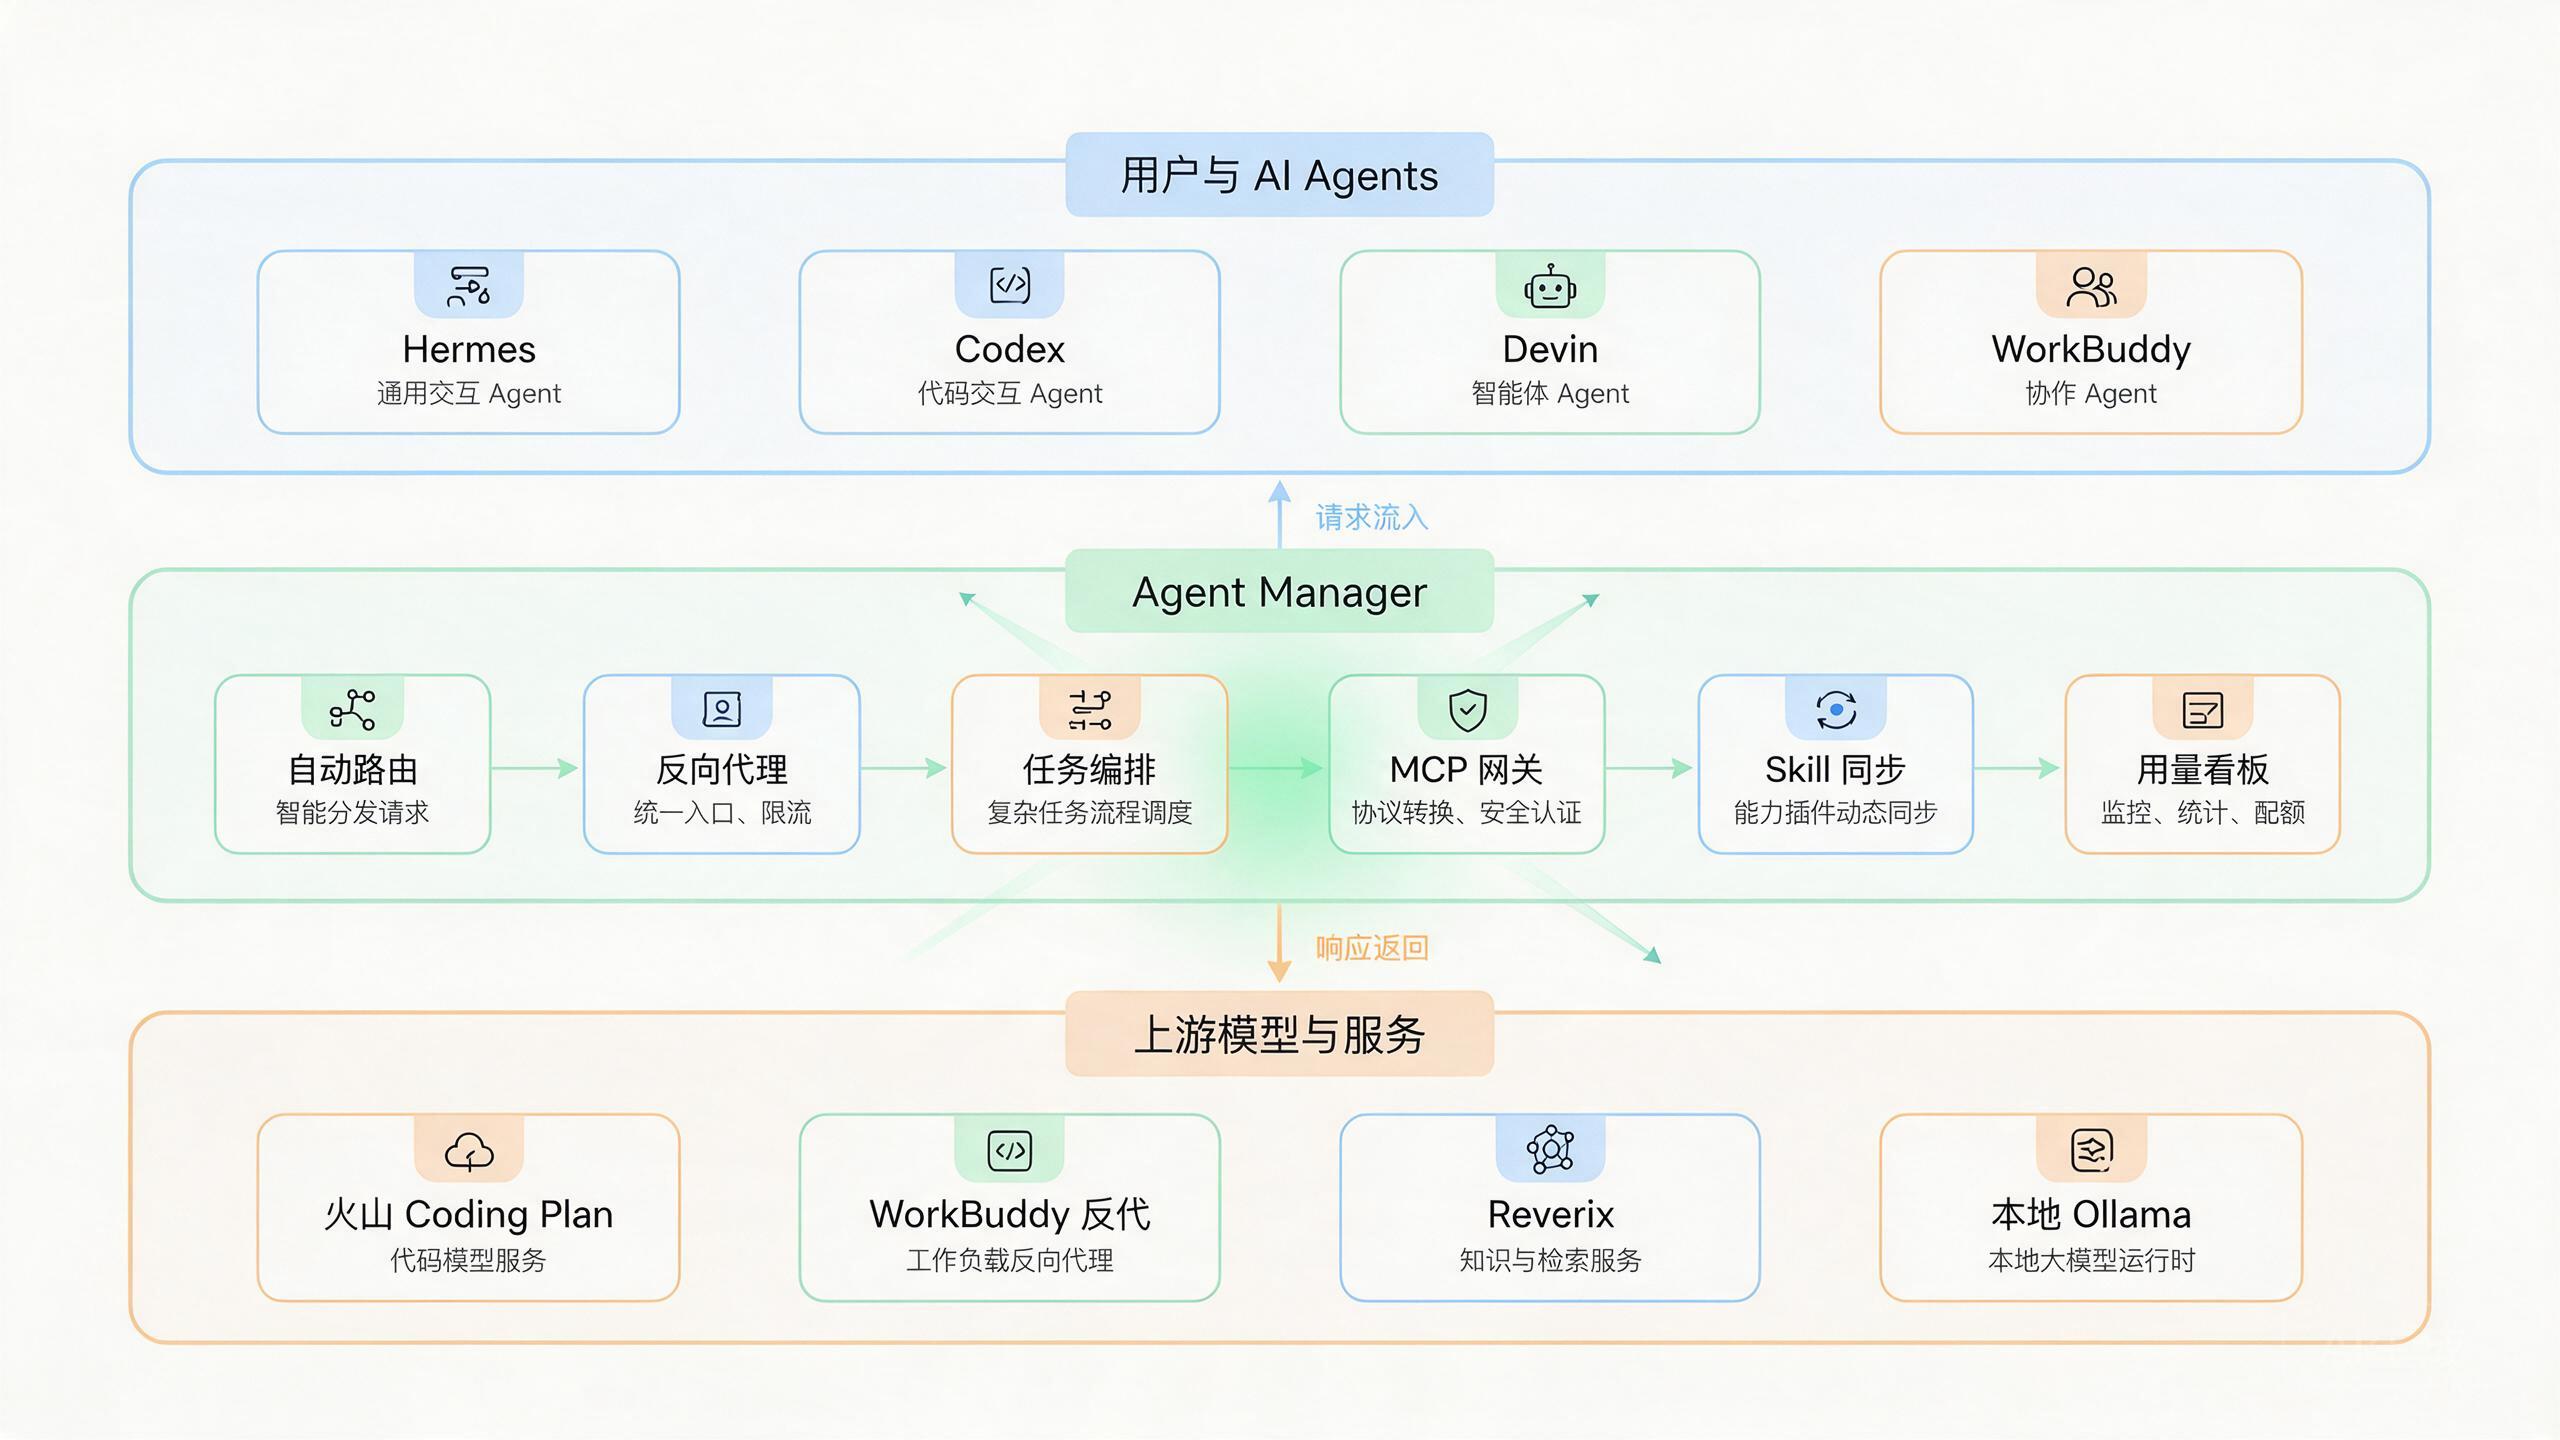 用户与 AI Agents
Hermes
通用交互 Agent
Codex
代码交互 Agent
Devin
智能体 Agent
WorkBuddy
协作 Agent
请求流入
Agent Manager
自动路由
智能分发请求
反向代理
统一入口、限流
任务编排
复杂任务流程调度
MCP 网关
协议转换、安全认证
Skill 同步
能力插件动态同步
用量看板
监控、统计、配额
响应返回
上游模型与服务
火山 Coding Plan
代码模型服务
WorkBuddy 反代
工作负载反向代理
Reverix
知识与检索服务
本地 Ollama
本地大模型运行时